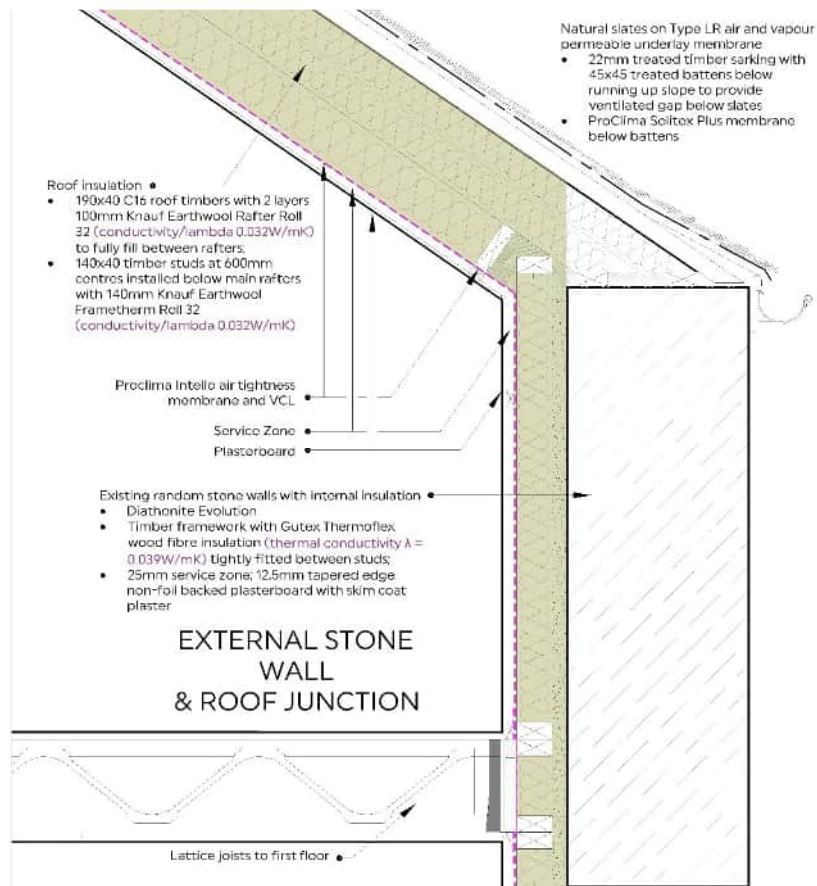 Natural slates on Type LR air and vapour
permeable underlay membrane
• 22mm treated timber sarking with
45x45 treated battens below
running up slope to provide
ventilated gap below slates
• ProClima Solitex Plus membrane
below battens
Roof insulation
• 190x40 C16 roof timbers with 2 layers
100mm Knauf Earthwool Rafter Roll
32 (conductivity/lambda 0.032W/mK)
to fully fill between rafters;
• 140x40 timber studs at 600mm
centres installed below main rafters
with 140mm Knauf Earthwool
Frametherm Roll 32
(conductivity/lambda 0.032W/mK)
Proclima Intello air tightness
membrane and VCL
Service Zone
Plasterboard
Existing random stone walls with internal insulation
• Diathonite Evolution
• Timber framework with Gutex Thermoflex
wood fibre insulation (thermal conductivity λ =
0.039W/mK) tightly fitted between studs;
• 25mm service zone; 12.5mm tapered edge
non-foil backed plasterboard with skim coat
plaster
EXTERNAL STONE
WALL
& ROOF JUNCTION
Lattice joists to first floor